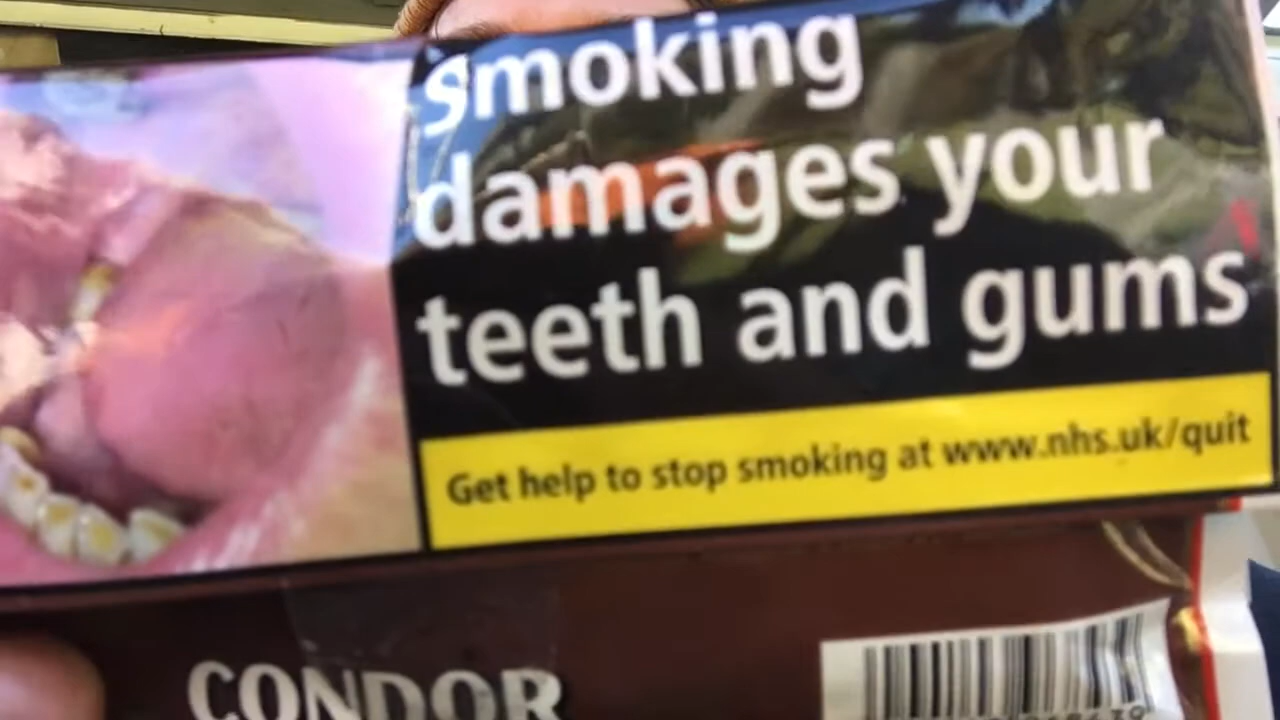 smoking
damages your
teeth and gums
Get help to stop smoking at www.nhs.uk/quit
CONDOR